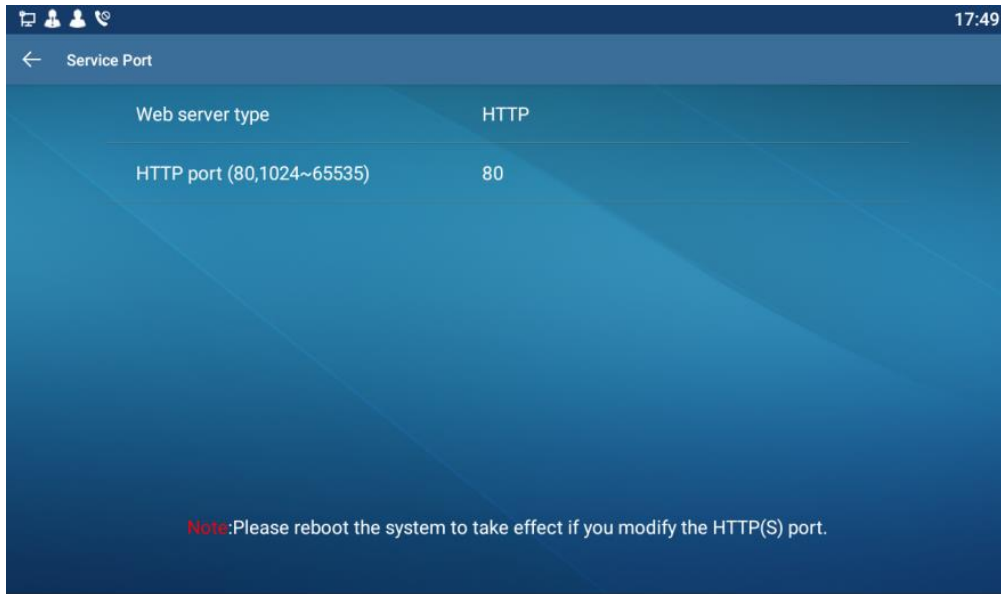 17:49
Service Port
Web server type HTTP
HTTP port (80,1024~65535) 80
Note:Please reboot the system to take effect if you modify the HTTP(S) port.